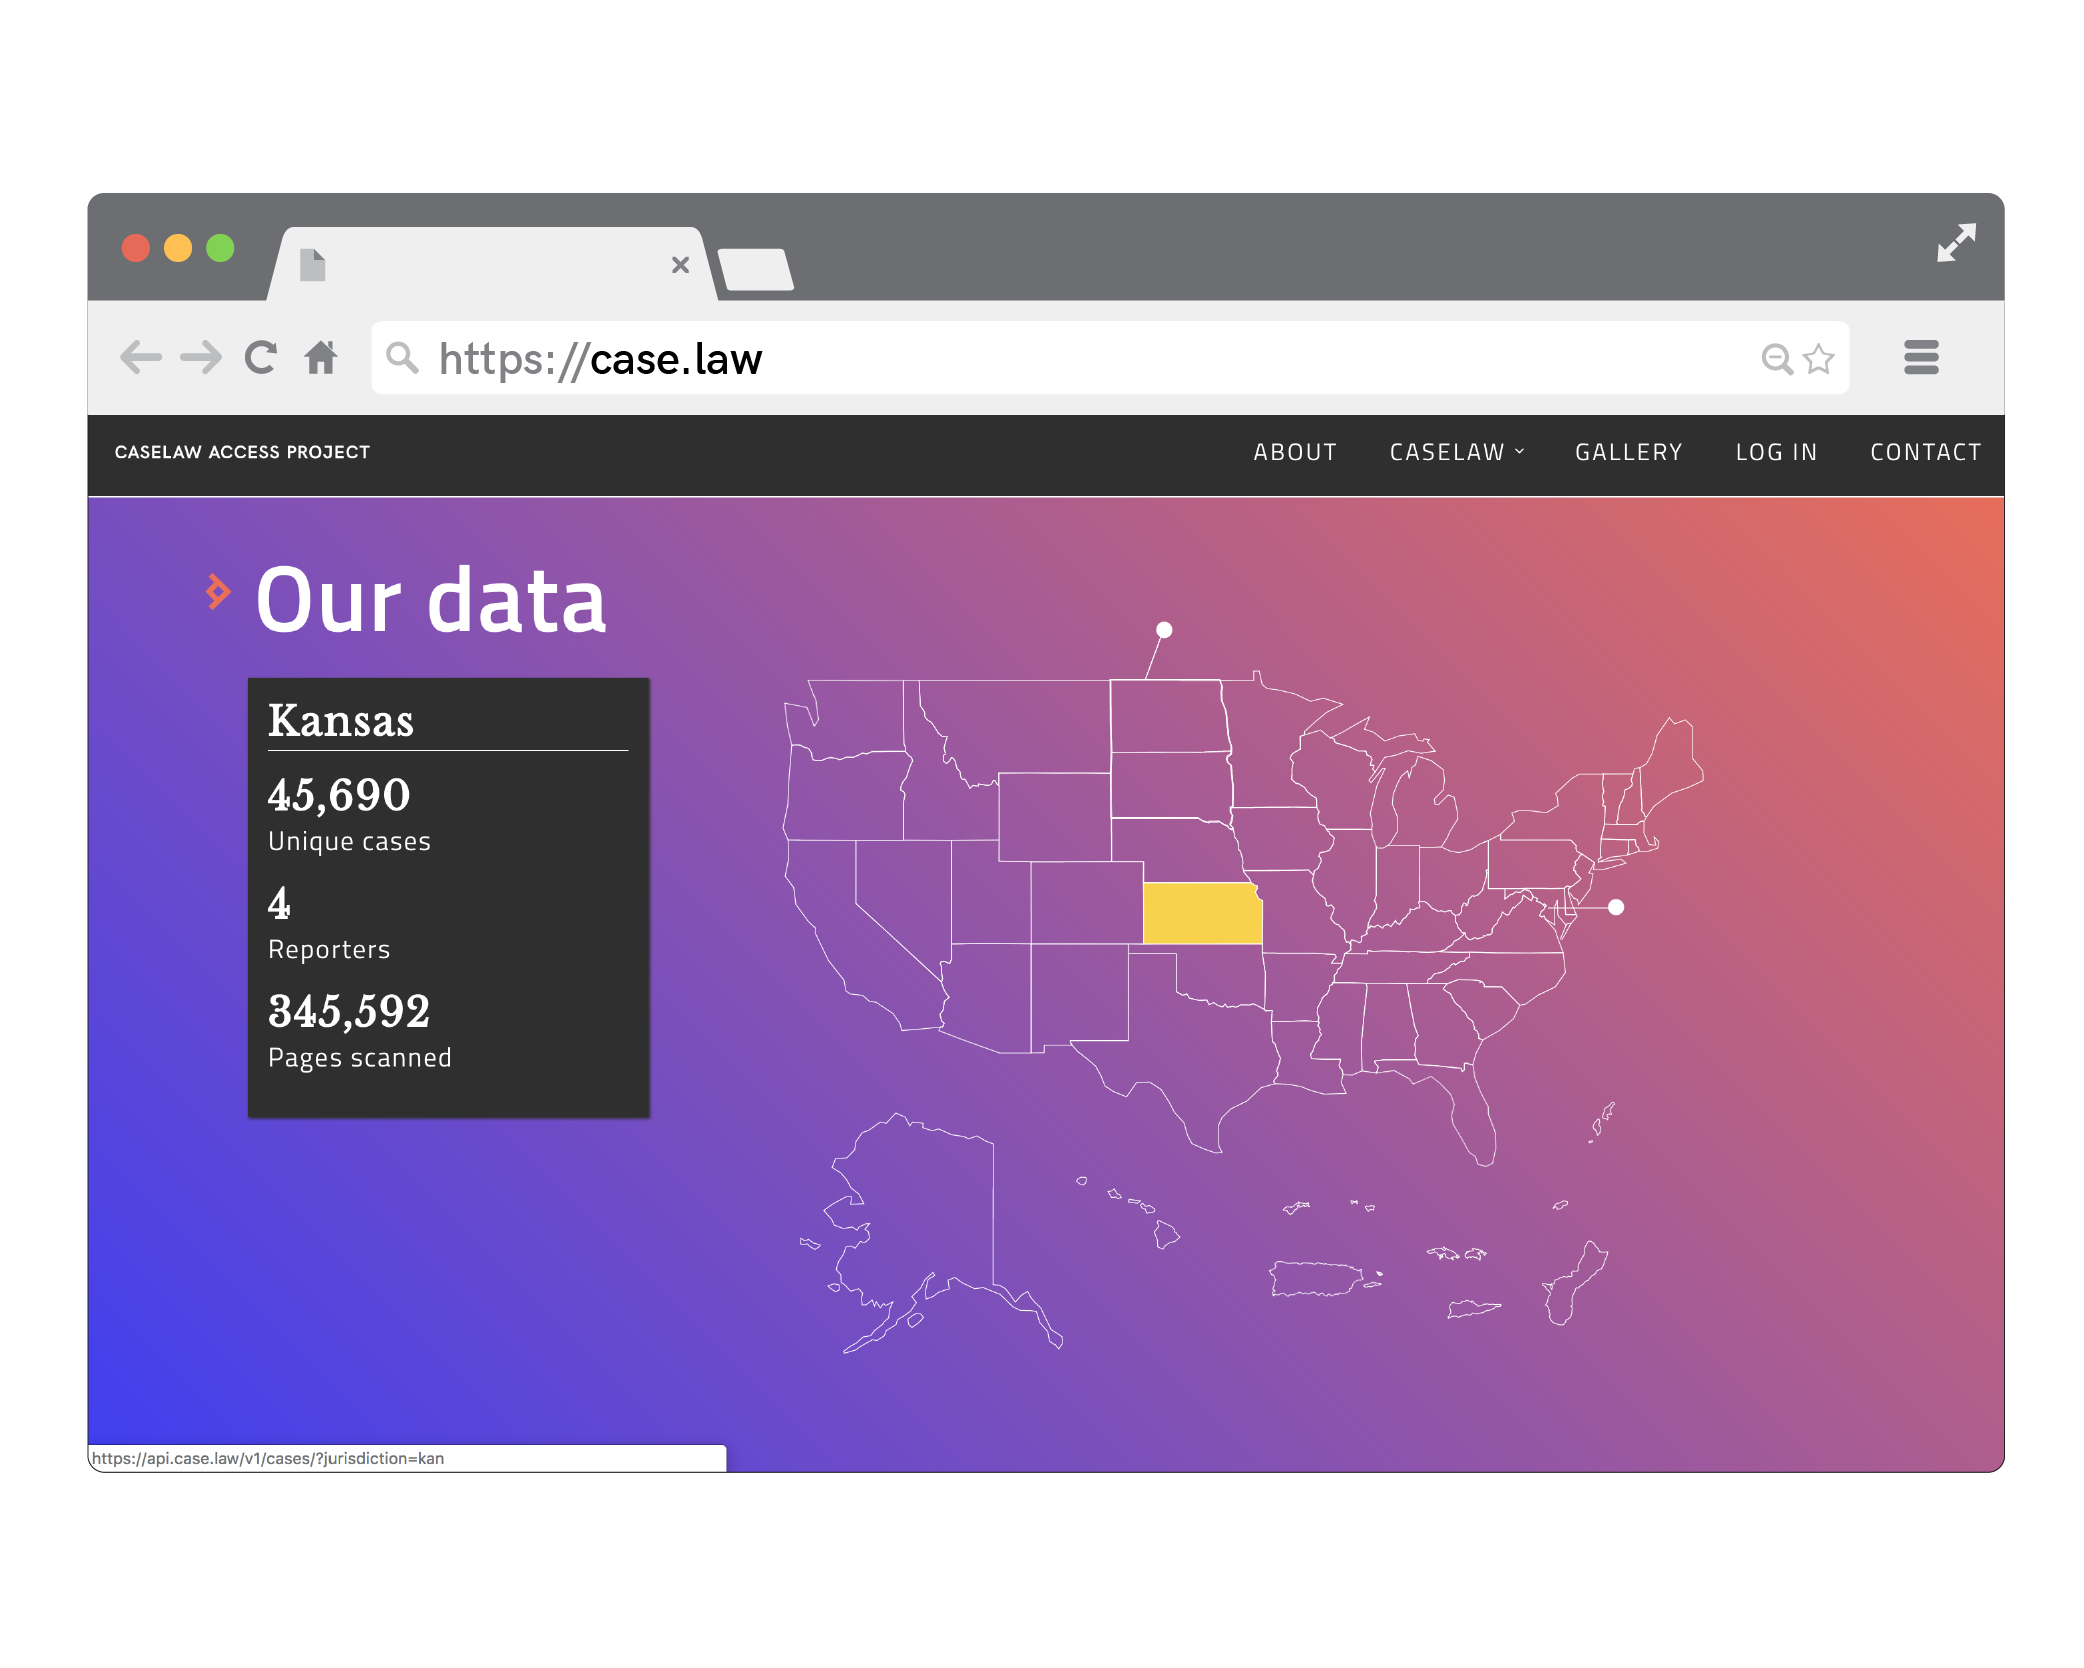 https://case.law
CASELAW ACCESS PROJECT
ABOUT
CASELAW
GALLERY
LOG IN
CONTACT
Our data
Kansas
45,690
Unique cases
4
Reporters
345,592
Pages scanned
https://api.case.law/v1/cases/?jurisdiction=kan